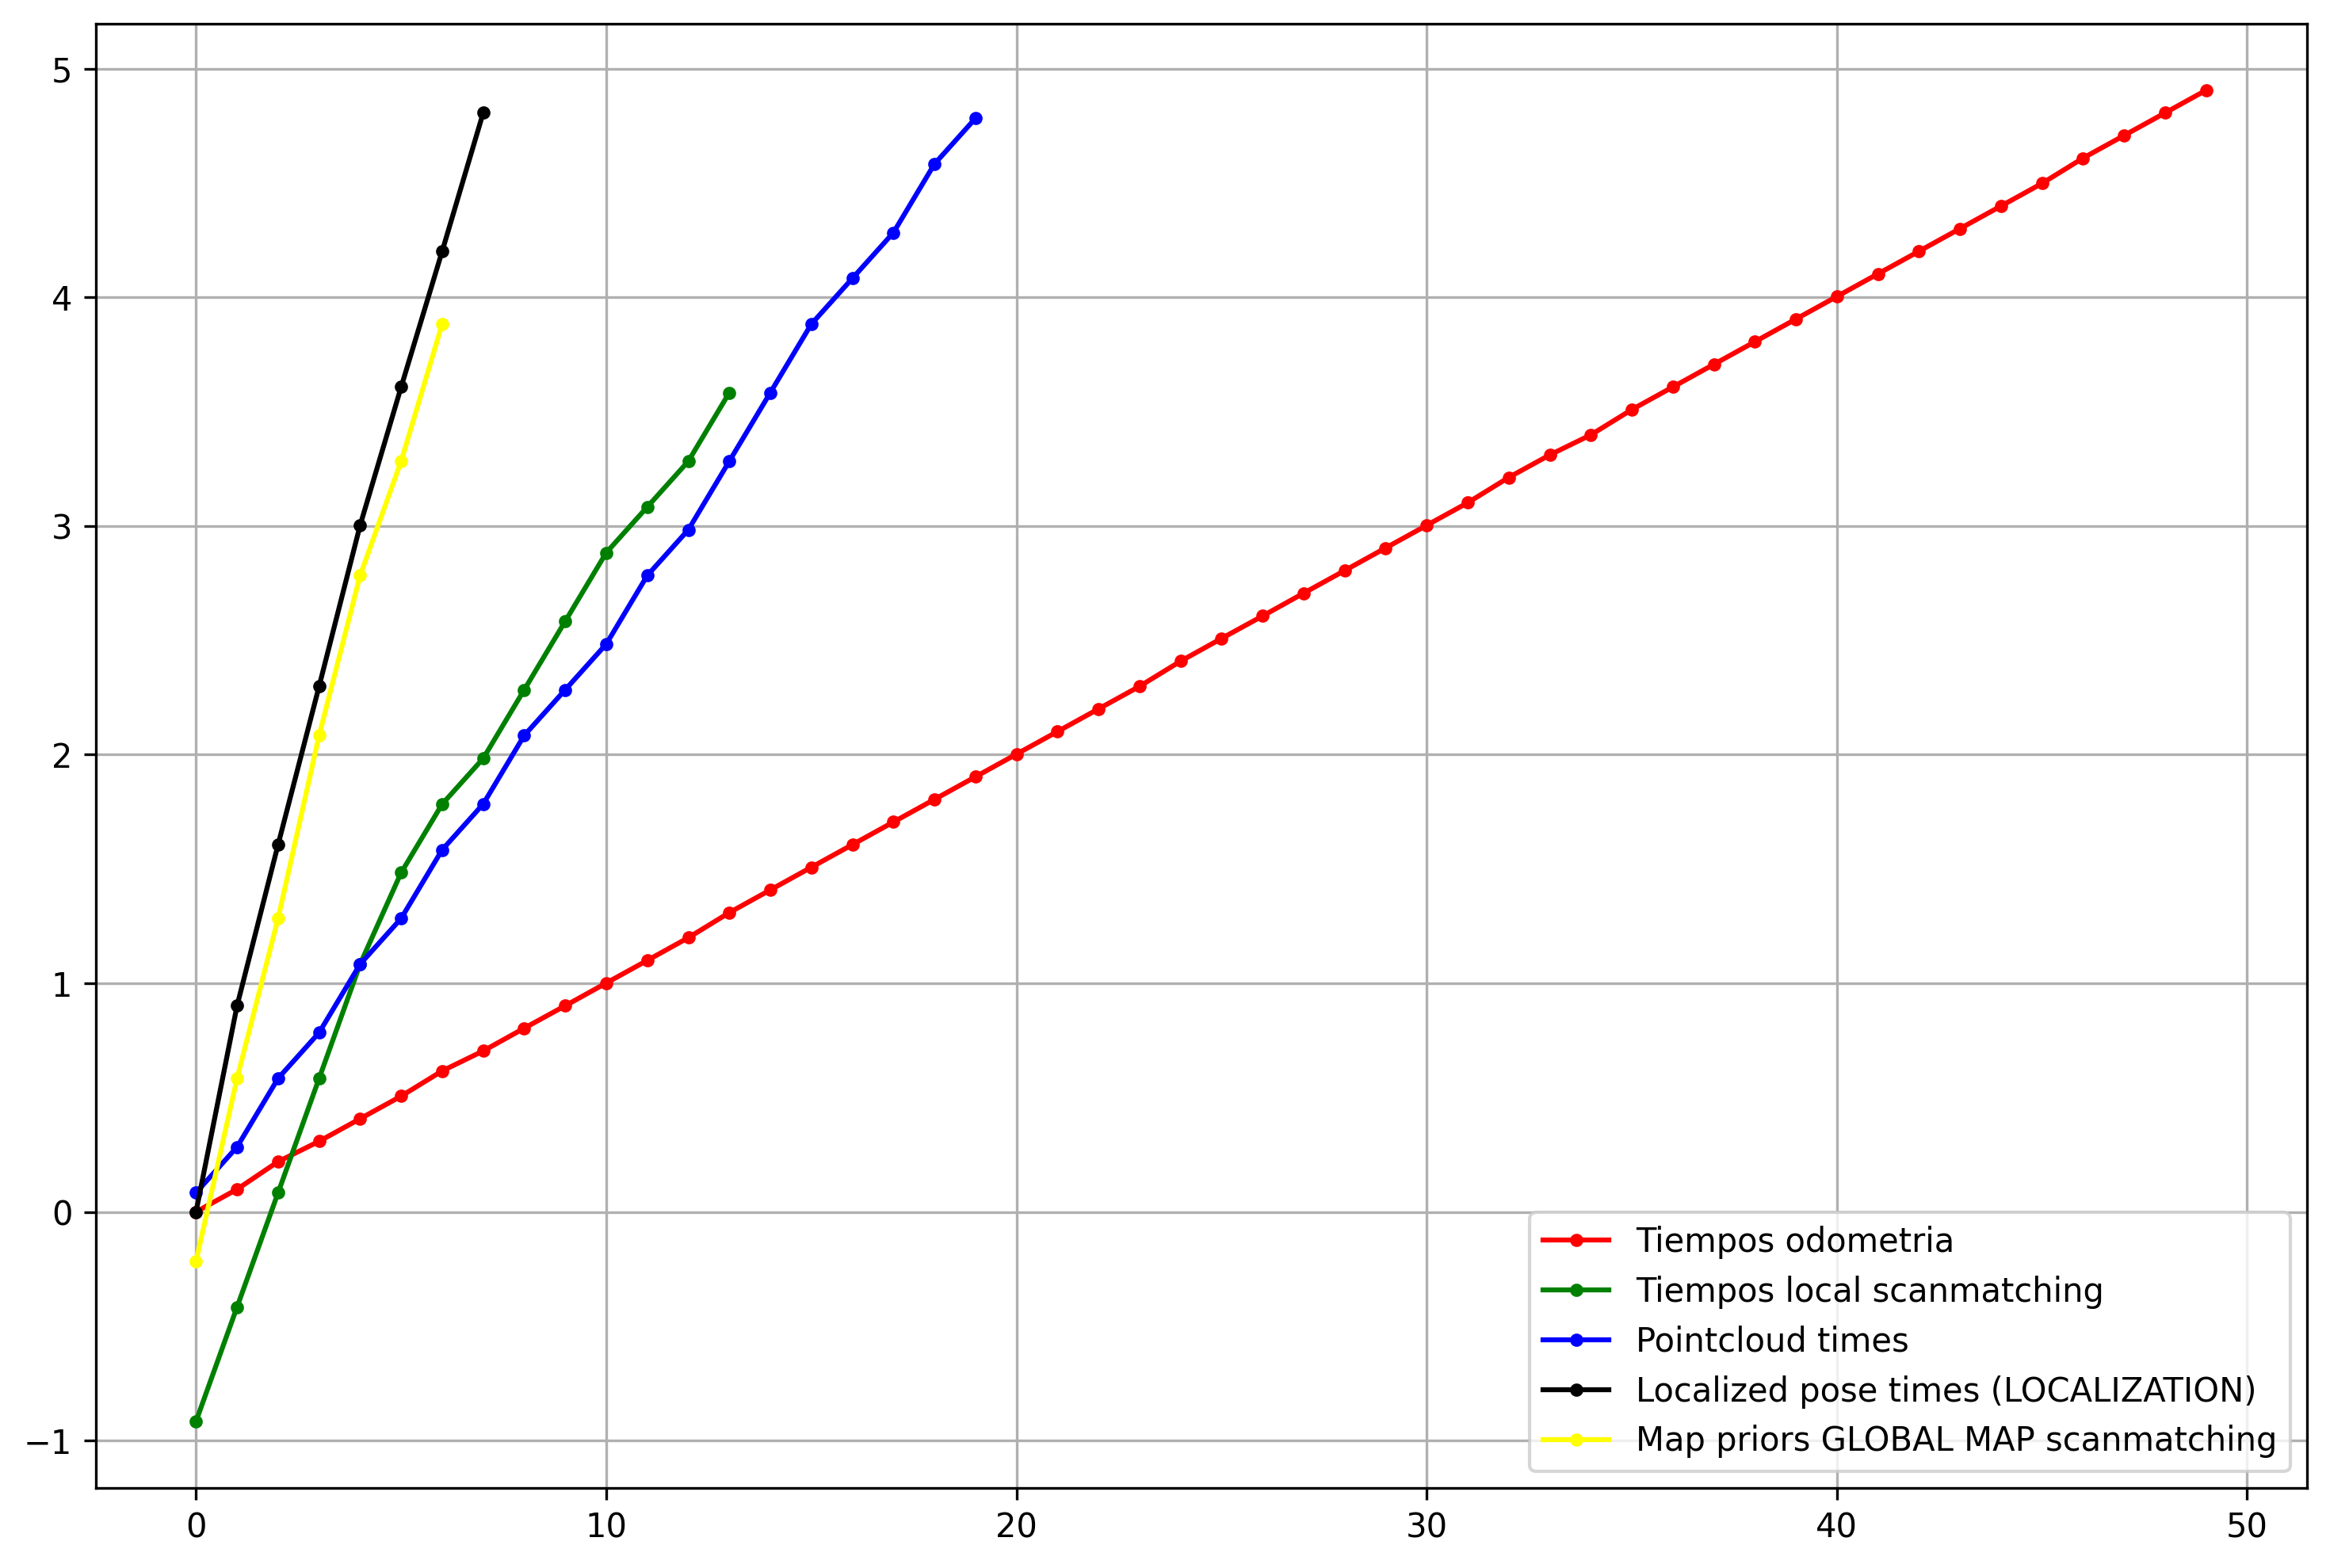 5
4
3
2
1
0
−1
0 10 20 30 40 50
Tiempos odometria
Tiempos local scanmatching
Pointcloud times
Localized pose times (LOCALIZATION)
Map priors GLOBAL MAP scanmatching